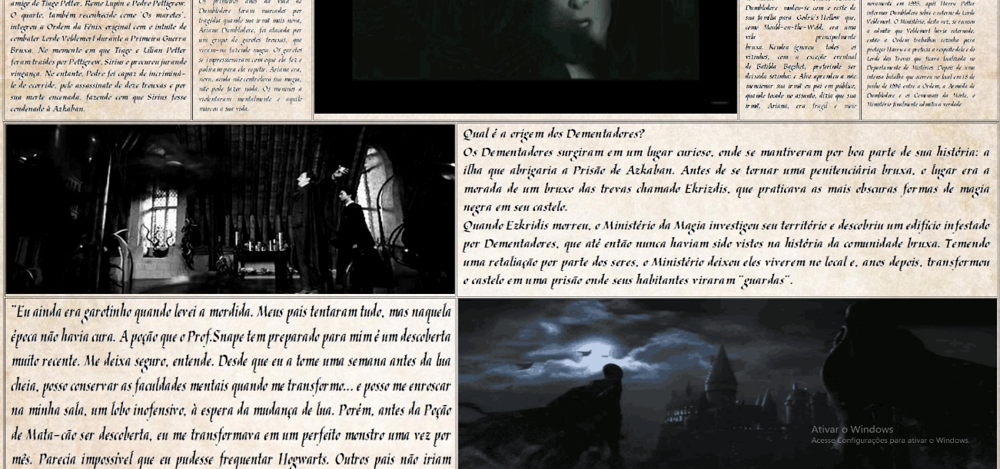 amigo de Tiago Potter, Remo Lupin e Pedro Pettigrew.
O quarto, também reconhecido como "Os marotos",
integrou a Ordem da Fênix original com o intuito de
combater Lorde Voldemort durante a Primeira Guerra
Bruxa. No momento em que Tiago e Lilian Potter
foram traídos por Pettigrew, Sirius o procurou jurando
vingança. No entanto, Pedro foi capaz de incriminá-
lo do ocorrido, pelo assassinato de doze trouxas e por
sua morte encenada, fazendo com que Sirius fosse
condenado à Azkaban.
Os primeiros anos da vida de
Dumbledore foram marcados por
tragédia quando sua irmã mais nova,
Ariana Dumbledore, foi atacada por
um grupo de garotos trouxas, que
viram-na fazendo magia. Os garotos
se impressionaram com o que ela fez e
pediram para ela repetir. Ariana era,
nova, ainda não controlava sua magia,
não pode fazer nada. Os meninos a
violentaram mentalmente e aquilo
marcou a sua vida.
Dumbledore mudou-se com o resto de
sua família para Godric's Hollow que,
como Mould-on-the-Wold, era uma
vila principalmente
bruxa. Kendra ignorou todos os
vizinhos, com a exceção eventual
de Batilda Bagshot, preferindo ser
deixada sozinha; e Alvo aprendeu a não
mencionar sua irmã ou pai em público,
quando tocado no assunto, dizia que sua
irmã, Ariana, era frágil e meio
novamente em 1995, após Harry Potter
informar Dumbledore sobre o retorno de Lorde
Voldemort. O Ministério, desta vez, se recusou
a admitir que Voldemort havia retornado,
então a Ordem trabalhou sozinha para
proteger Harry e a profecia a respeito dele e do
Lorde das Trevas que ficava localizada no
Departamento de Mistérios. Depois de uma
intensa batalha que ocorreu no local em 18 de
junho de 1996 entre a Ordem, a Armada de
Dumbledore e os Comensais da Morte, o
Ministério finalmente admitiu a verdade.
Qual é a origem dos Dementadores?
Os Dementadores surgiram em um lugar curioso, onde se mantiveram por boa parte de sua história: a
ilha que abrigaria a Prisão de Azkaban. Antes de se tornar uma penitenciária bruxa, o lugar era a
morada de um bruxo das trevas chamado Ekrizdis, que praticava as mais obscuras formas de magia
negra em seu castelo.
Quando Ezkridis morreu, o Ministério da Magia investigou seu território e descobriu um edifício infestado
por Dementadores, que até então nunca haviam sido vistos na história da comunidade bruxa. Temendo
uma retaliação por parte dos seres, o Ministério deixou eles viverem no local e, anos depois, transformou
o castelo em uma prisão onde seus habitantes viraram "guardas".
"Eu ainda era garotinho quando levei a mordida. Meus pais tentaram tudo, mas naquela
época não havia cura. A poção que o Prof.Snape tem preparado para mim é um descoberta
muito recente. Me deixa seguro, entende. Desde que eu a tome uma semana antes da lua
cheia, posso conservar as faculdades mentais quando me transformo... e posso me enroscar
na minha sala, um lobo inofensivo, à espera da mudança de lua. Porém, antes da Poção
de Mata-cão ser descoberta, eu me transformava em um perfeito monstro uma vez por
mês. Parecia impossível que eu pudesse frequentar Hogwarts. Outros pais não iriam
Ativar o Windows
Acesse Configurações para ativar o Windows.